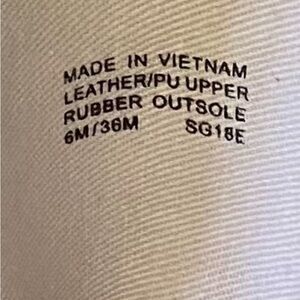 MADE IN VIETNAM
LEATHER/PU UPPER
RUBBER OUTSOLE
6M/36M SG18E